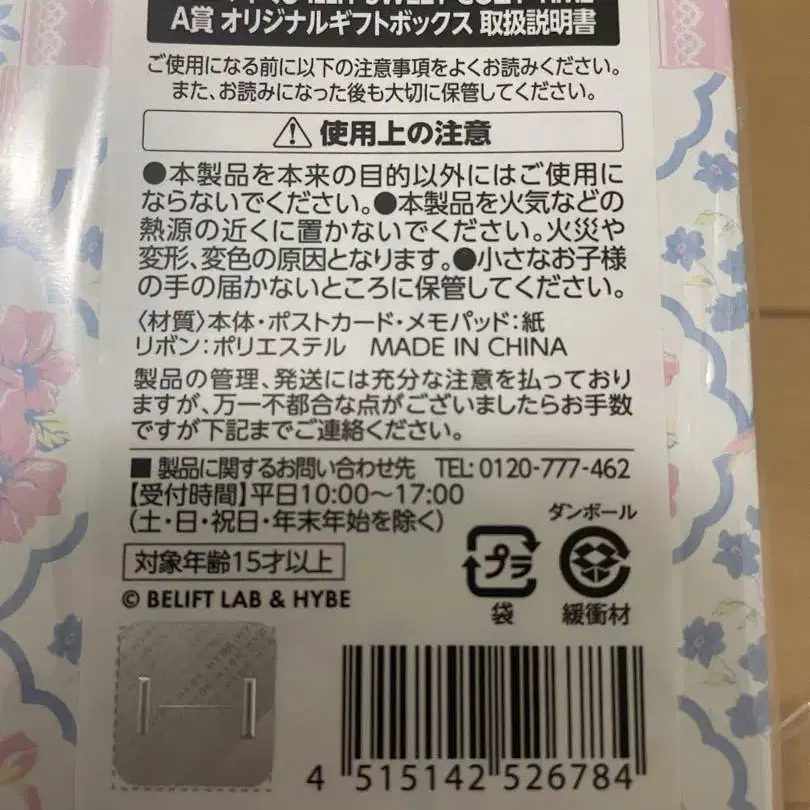 A賞 オリジナルギフトボックス 取扱説明書
ご使用になる前に以下の注意事項をよくお読みください。
また、お読みになった後も大切に保管してください。
使用上の注意
●本製品を本来の目的以外にはご使用に
ならないでください。●本製品を火気などの
熱源の近くに置かないでください。火災や
変形、変色の原因となります。●小さなお子様
の手の届かないところに保管してください。
〈材質〉本体・ポストカード・メモパッド:紙
リボン:ポリエステル MADE IN CHINA
製品の管理、発送には充分な注意を払っており
ますが、万一不都合な点がございましたらお手数
ですが下記までご連絡ください。
■ 製品に関するお問い合わせ先 TEL: 0120-777-462
【受付時間】平日10:00～17:00
(土・日・祝日・年末年始を除く)
対象年齢15才以上
© BELIFT LAB & HYBE
プラ
袋
ダンボール
緩衝材
4 515142 526784